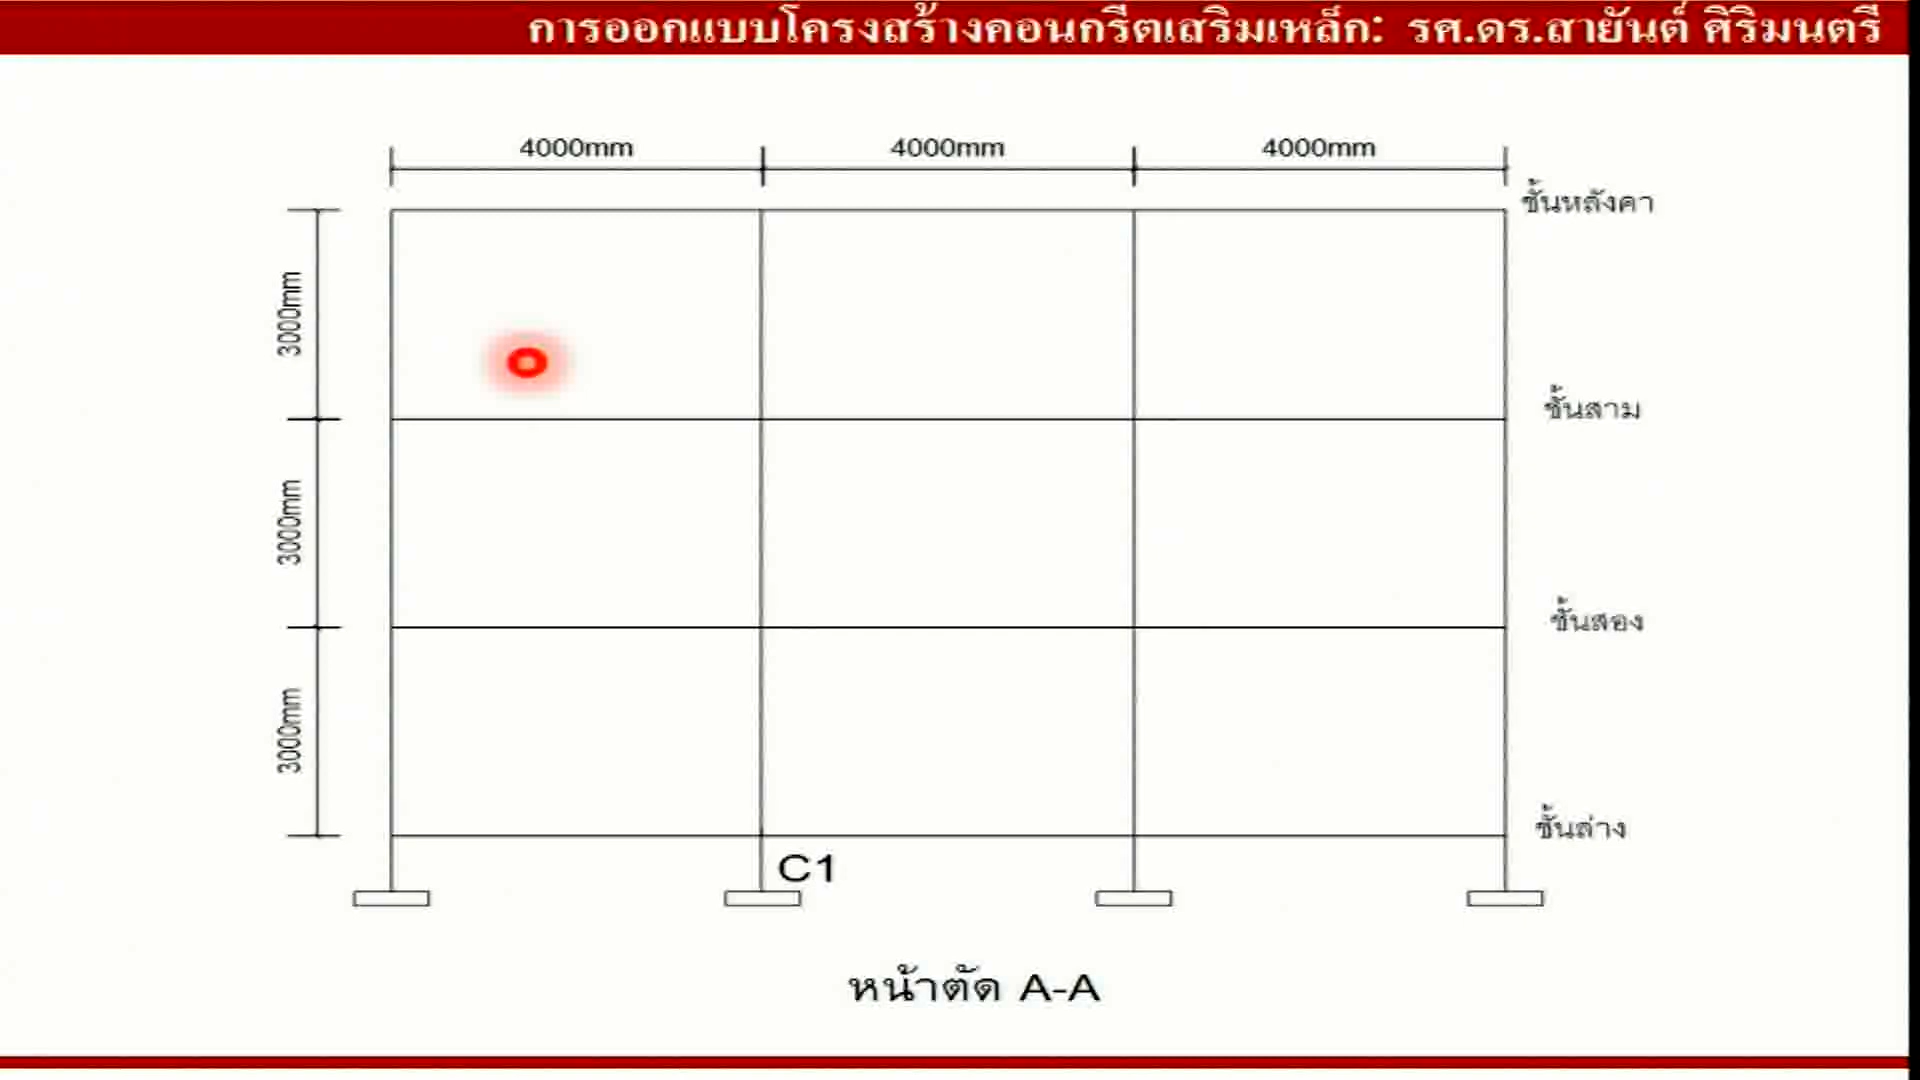 การออกแบบโครงสร้างคอนกรีตเสริมเหล็ก: รศ.ดร.สายันต์ ศิริมนตรี
4000mm 4000mm 4000mm
ชั้นหลังคา
3000mm
ชั้นสาม
3000mm
ชั้นสอง
3000mm
ชั้นล่าง
C1
หน้าตัด A-A